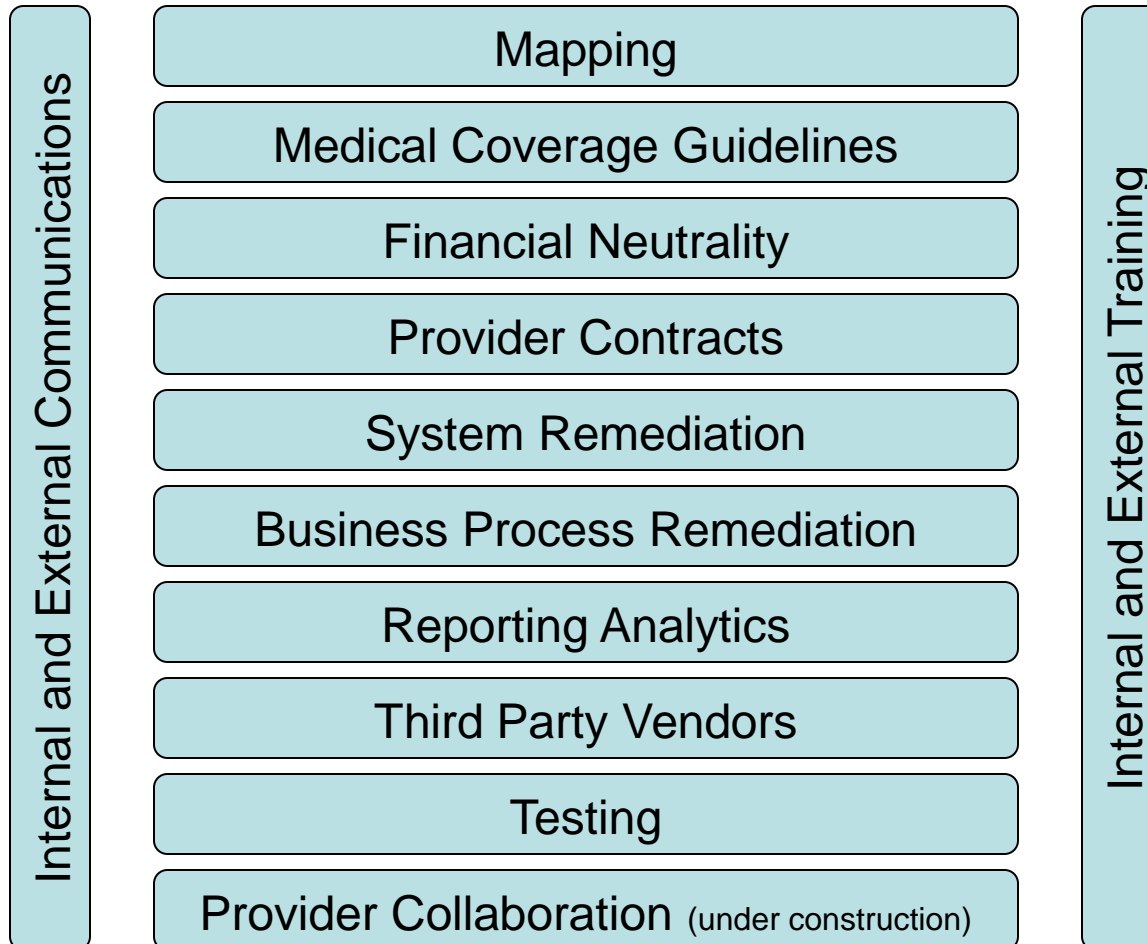 Internal and External Communications
Mapping
Medical Coverage Guidelines
Financial Neutrality
Provider Contracts
System Remediation
Business Process Remediation
Reporting Analytics
Third Party Vendors
Testing
Provider Collaboration (under construction)
Internal and External Training